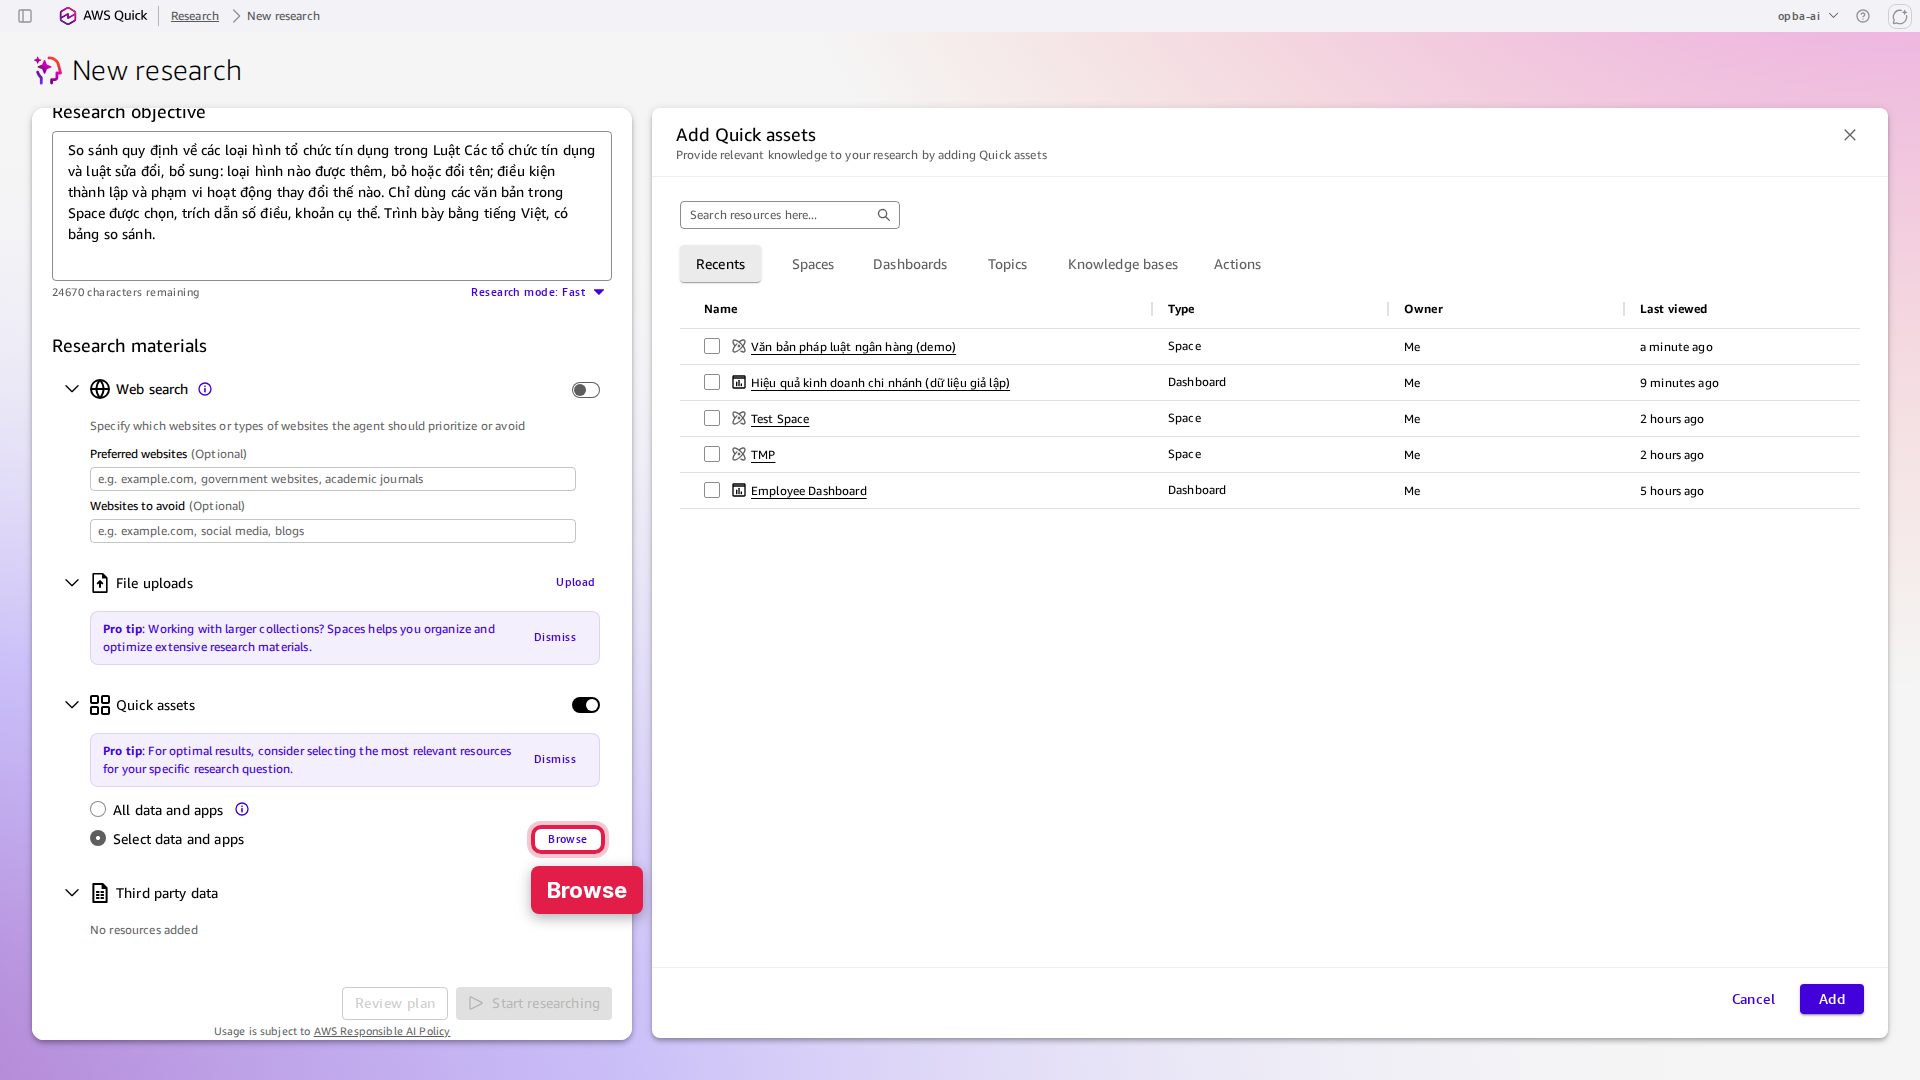 AWS Quick
Research
New research
opba-ai
New research
Research objective
So sánh quy định về các loại hình tổ chức tín dụng trong Luật Các tổ chức tín dụng
và luật sửa đổi, bổ sung: loại hình nào được thêm, bỏ hoặc đổi tên; điều kiện
thành lập và phạm vi hoạt động thay đổi thế nào. Chỉ dùng các văn bản trong
Space được chọn, trích dẫn số điều, khoản cụ thể. Trình bày bằng tiếng Việt, có
bảng so sánh.
24670 characters remaining
Research mode: Fast
Research materials
Web search
Specify which websites or types of websites the agent should prioritize or avoid
Preferred websites (Optional)
e.g. example.com, government websites, academic journals
Websites to avoid (Optional)
e.g. example.com, social media, blogs
File uploads
Upload
Pro tip: Working with larger collections? Spaces helps you organize and
optimize extensive research materials.
Dismiss
Quick assets
Pro tip: For optimal results, consider selecting the most relevant resources
for your specific research question.
Dismiss
All data and apps
Select data and apps
Browse
Browse
Third party data
No resources added
Review plan
Start researching
Usage is subject to AWS Responsible AI Policy
Add Quick assets
Provide relevant knowledge to your research by adding Quick assets
Search resources here...
Recents
Spaces
Dashboards
Topics
Knowledge bases
Actions
Name
Type
Owner
Last viewed
Văn bản pháp luật ngân hàng (demo)
Space
Me
a minute ago
Hiệu quả kinh doanh chi nhánh (dữ liệu giả lập)
Dashboard
Me
9 minutes ago
Test Space
Space
Me
2 hours ago
TMP
Space
Me
2 hours ago
Employee Dashboard
Dashboard
Me
5 hours ago
Cancel
Add